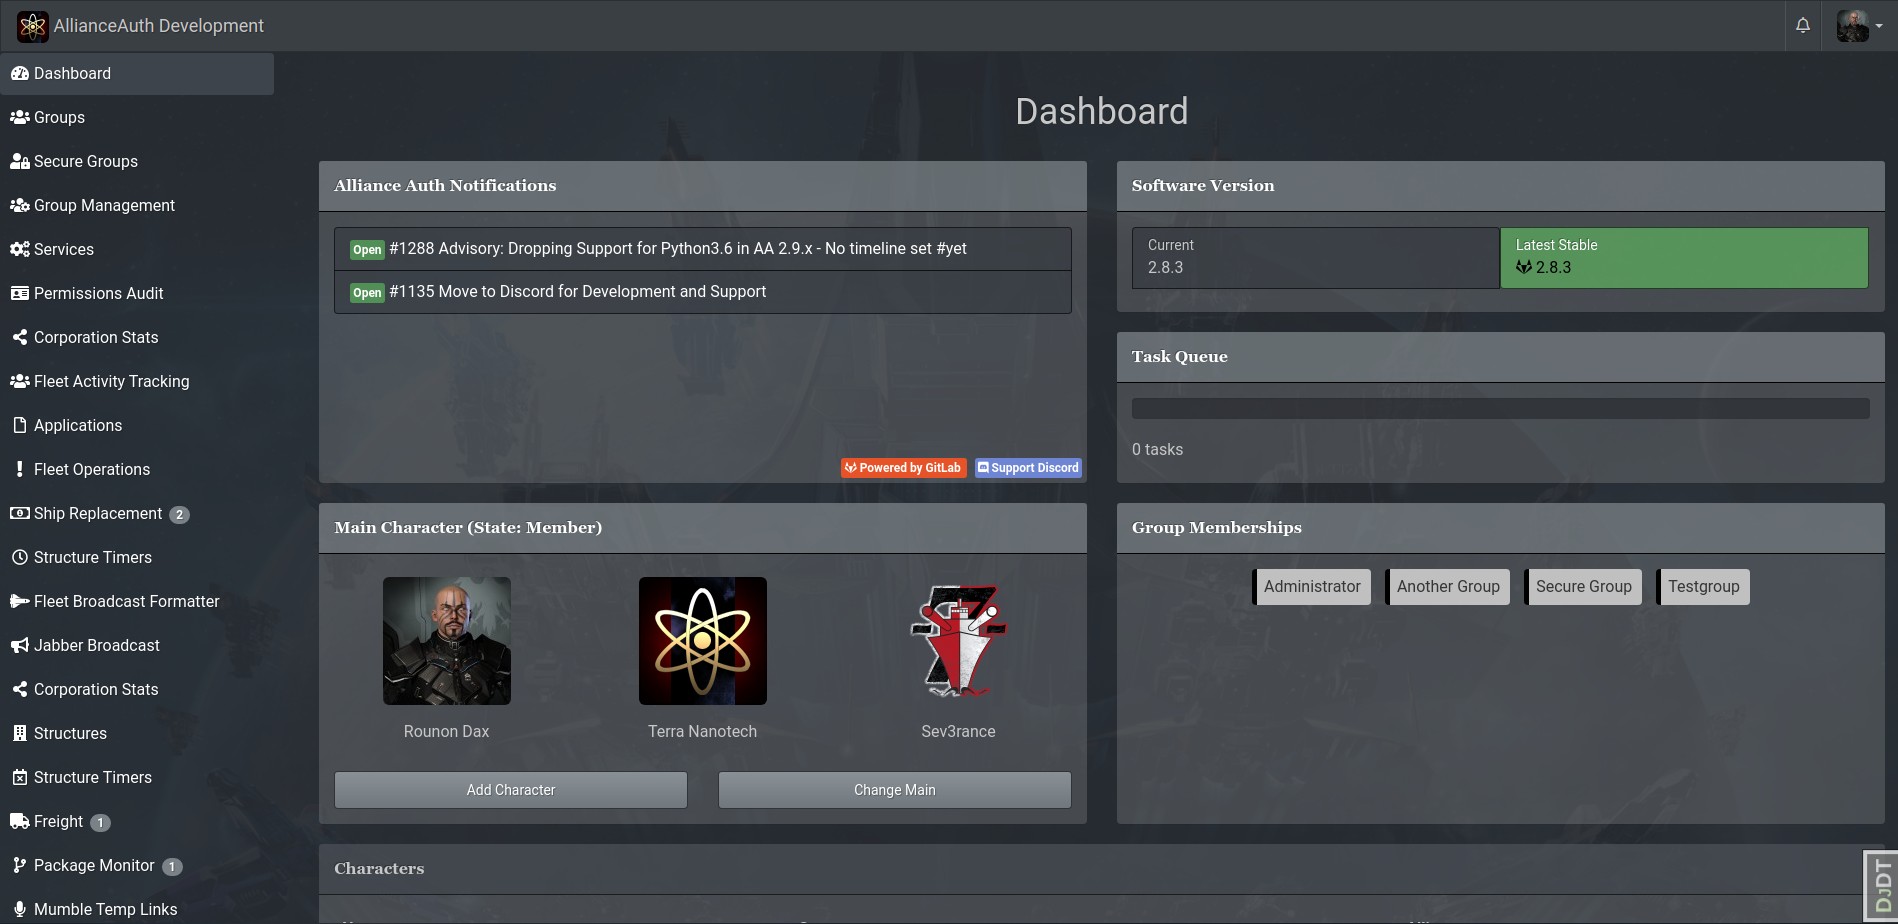 AllianceAuth Development
Dashboard
Groups
Secure Groups
Group Management
Services
Permissions Audit
Corporation Stats
Fleet Activity Tracking
Applications
Fleet Operations
Ship Replacement 2
Structure Timers
Fleet Broadcast Formatter
Jabber Broadcast
Corporation Stats
Structures
Structure Timers
Freight 1
Package Monitor 1
Mumble Temp Links
Dashboard
Alliance Auth Notifications
Open #1288 Advisory: Dropping Support for Python3.6 in AA 2.9.x - No timeline set #yet
Open #1135 Move to Discord for Development and Support
Powered by GitLab Support Discord
Software Version
Current
2.8.3
Latest Stable
2.8.3
Task Queue
0 tasks
Main Character (State: Member)
Rounon Dax
Terra Nanotech
Sev3rance
Add Character
Change Main
Group Memberships
Administrator Another Group Secure Group Testgroup
Characters
DJDT